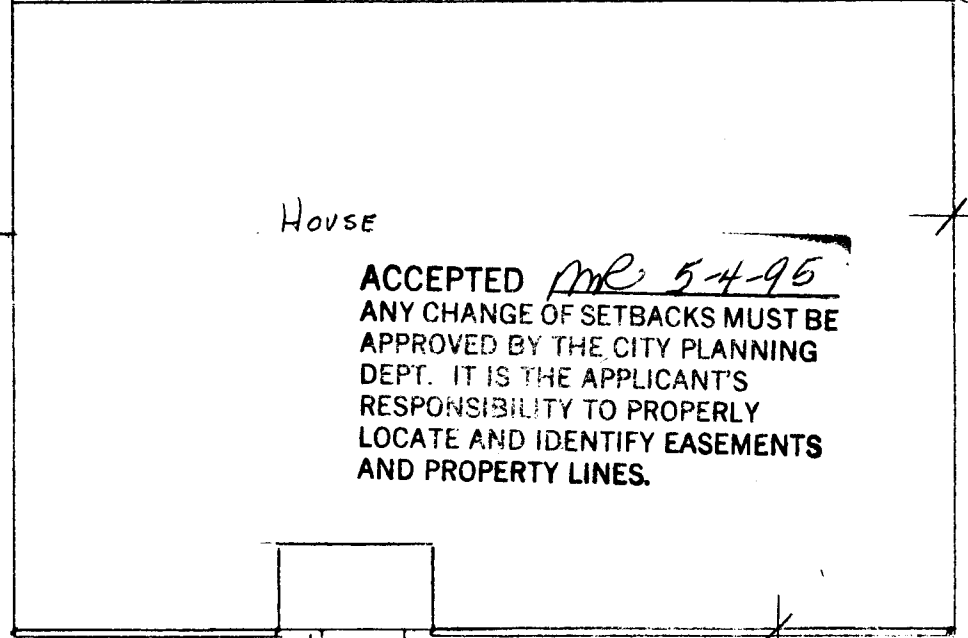 HOUSE
ACCEPTED MR 5-4-95
ANY CHANGE OF SETBACKS MUST BE
APPROVED BY THE CITY PLANNING
DEPT. IT IS THE APPLICANT'S
RESPONSIBILITY TO PROPERLY
LOCATE AND IDENTIFY EASEMENTS
AND PROPERTY LINES.